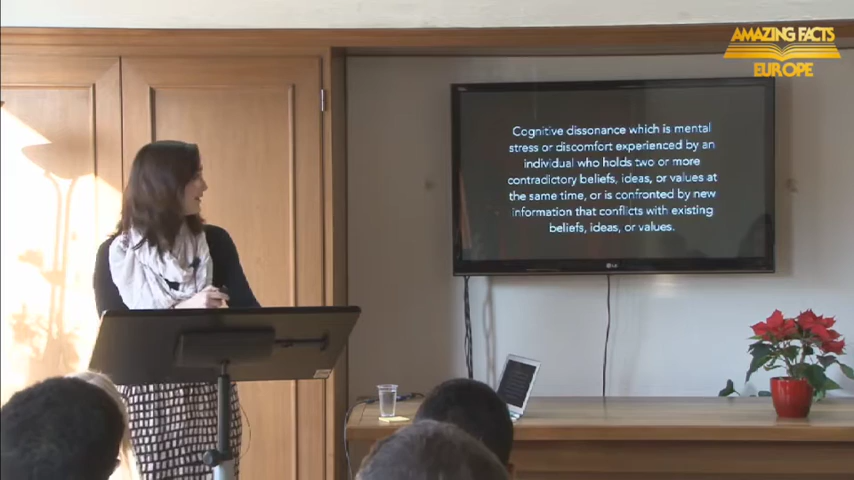 AMAZING FACTS
EUROPE
Cognitive dissonance which is mental
stress or discomfort experienced by an
individual who holds two or more
contradictory beliefs, ideas, or values at
the same time, or is confronted by new
information that conflicts with existing
beliefs, ideas, or values.